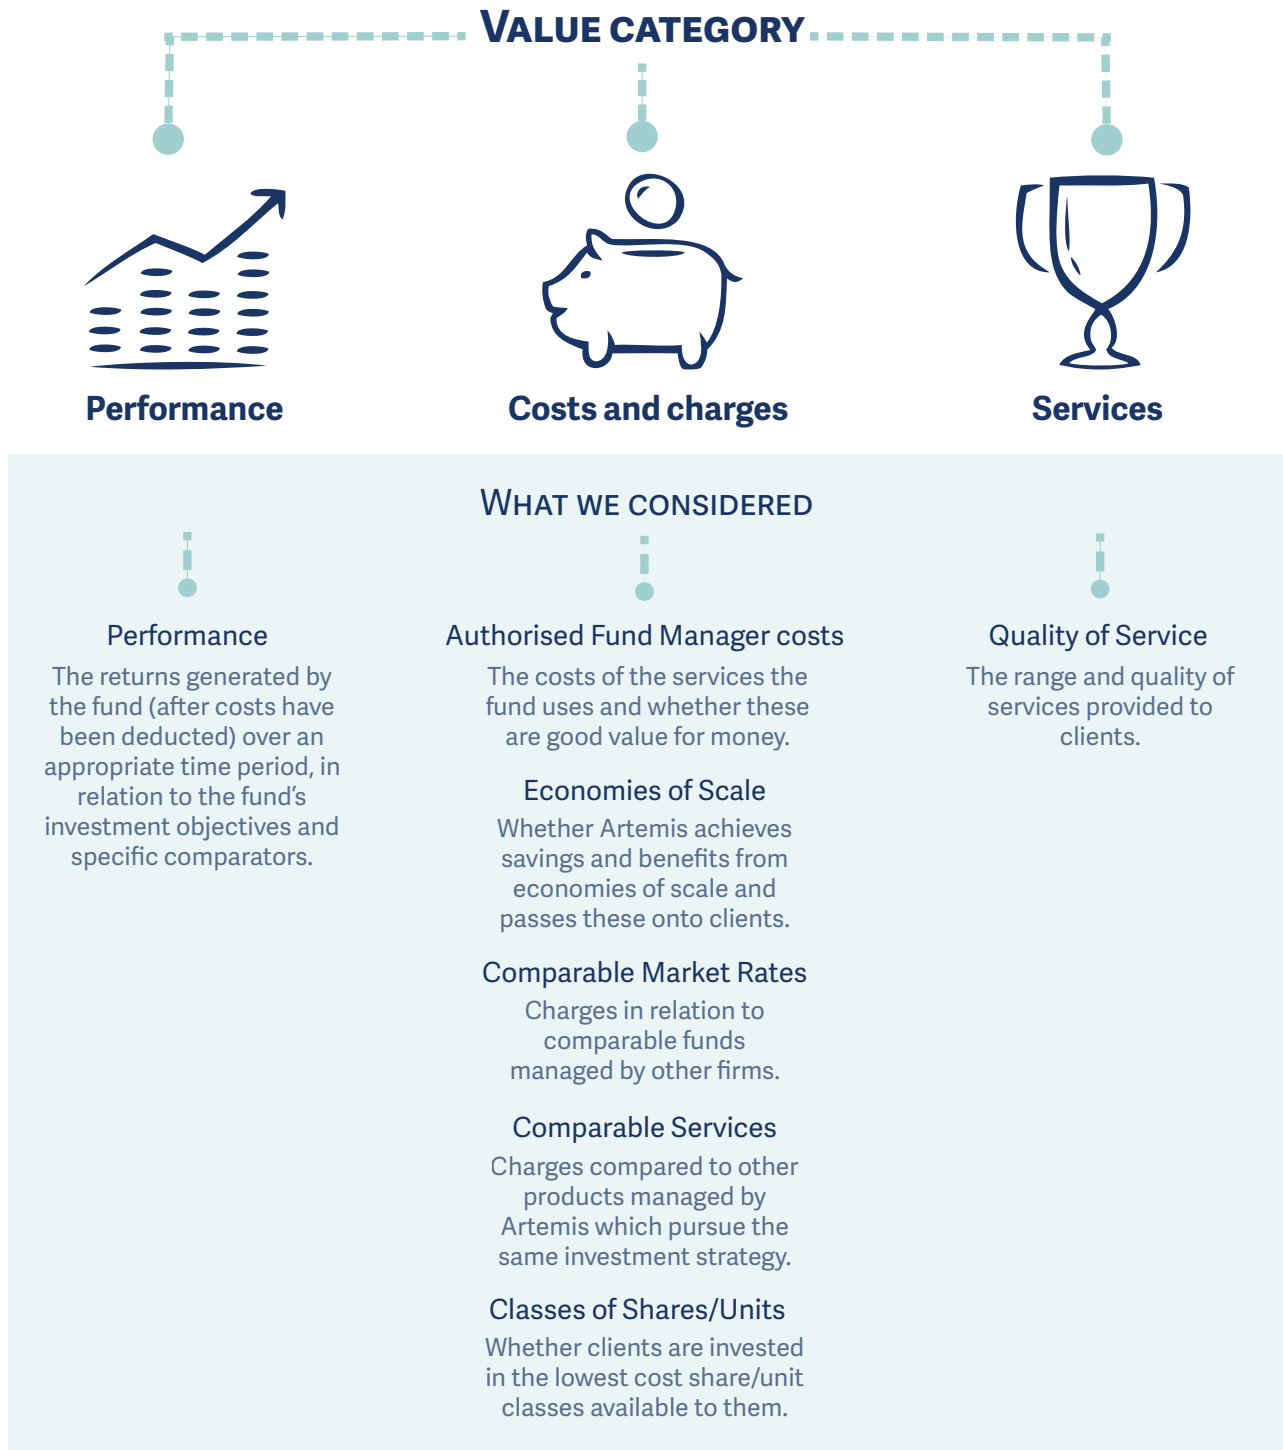 VALUE CATEGORY
Performance
Costs and charges
Services
WHAT WE CONSIDERED
Performance
The returns generated by
the fund (after costs have
been deducted) over an
appropriate time period, in
relation to the fund's
investment objectives and
specific comparators.
Authorised Fund Manager costs
The costs of the services the
fund uses and whether these
are good value for money.
Economies of Scale
Whether Artemis achieves
savings and benefits from
economies of scale and
passes these onto clients.
Comparable Market Rates
Charges in relation to
comparable funds
managed by other firms.
Comparable Services
Charges compared to other
products managed by
Artemis which pursue the
same investment strategy.
Classes of Shares/Units
Whether clients are invested
in the lowest cost share/unit
classes available to them.
Quality of Service
The range and quality of
services provided to
clients.